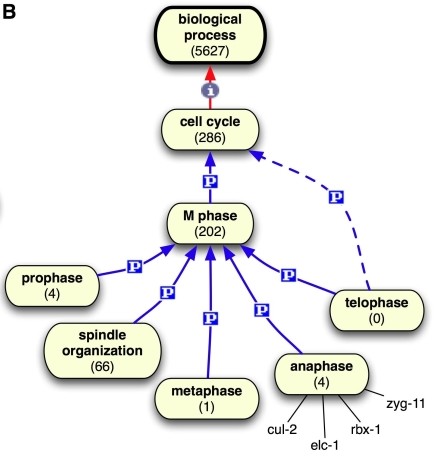 B
biological
process
(5627)
i
cell cycle
(286)
P
P
M phase
(202)
P
P
prophase
(4)
P
telophase
(0)
P
P
spindle
organization
(66)
metaphase
(1)
anaphase
(4)
zyg-11
cul-2
rbx-1
elc-1